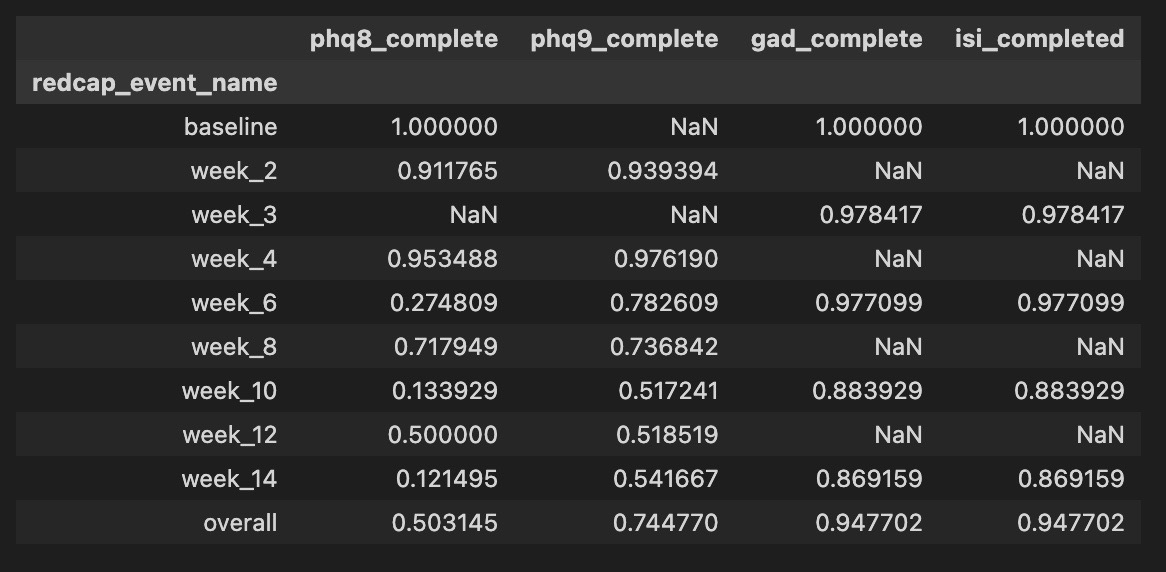 phq8_complete phq9_complete gad_complete isi_completed
redcap_event_name
baseline 1.000000 NaN 1.000000 1.000000
week_2 0.911765 0.939394 NaN NaN
week_3 NaN NaN 0.978417 0.978417
week_4 0.953488 0.976190 NaN NaN
week_6 0.274809 0.782609 0.977099 0.977099
week_8 0.717949 0.736842 NaN NaN
week_10 0.133929 0.517241 0.883929 0.883929
week_12 0.500000 0.518519 NaN NaN
week_14 0.121495 0.541667 0.869159 0.869159
overall 0.503145 0.744770 0.947702 0.947702